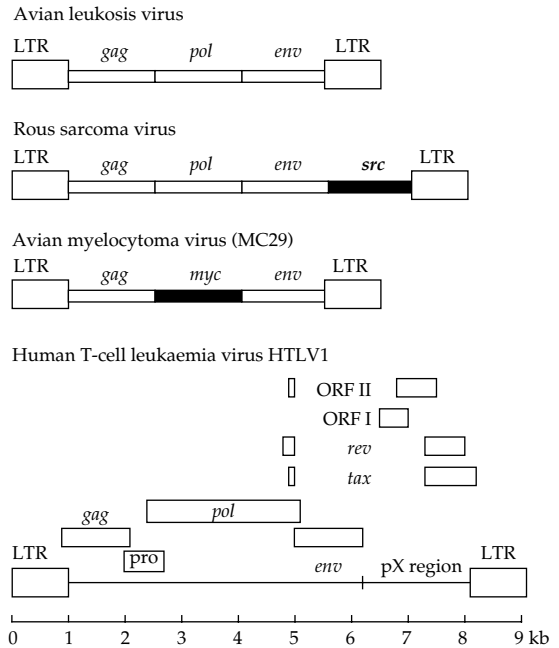 Avian leukosis virus
LTR gag pol env LTR
Rous sarcoma virus
LTR gag pol env src LTR
Avian myelocytoma virus (MC29)
LTR gag myc env LTR
Human T-cell leukaemia virus HTLV1
ORF II
ORF I
rev
tax
gag pol
LTR pro env pX region LTR
0 1 2 3 4 5 6 7 8 9 kb